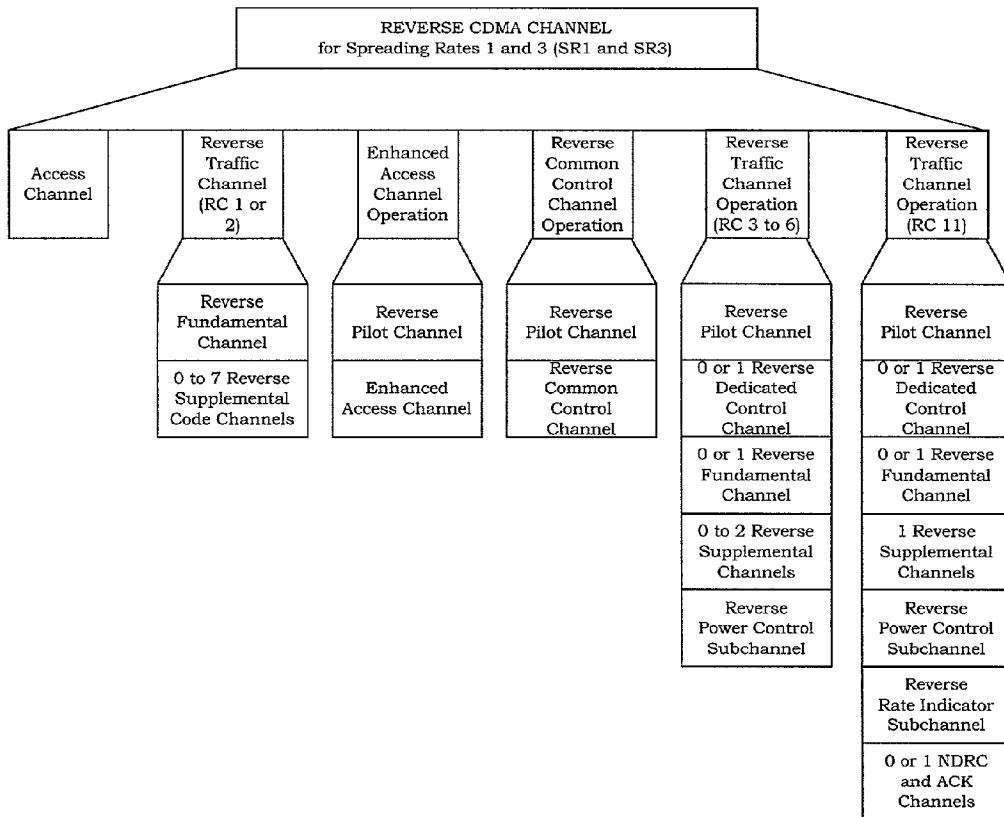 REVERSE CDMA CHANNEL
for Spreading Rates 1 and 3 (SR1 and SR3)
Access
Channel
Reverse
Traffic
Channel
(RC 1 or
2)
Enhanced
Access
Channel
Operation
Reverse
Common
Control
Channel
Operation
Reverse
Traffic
Channel
Operation
(RC 3 to 6)
Reverse
Traffic
Channel
Operation
(RC 11)
Reverse
Fundamental
Channel
0 to 7 Reverse
Supplemental
Code Channels
Reverse
Pilot Channel
Enhanced
Access Channel
Reverse
Pilot Channel
Reverse
Common
Control
Channel
Reverse
Pilot Channel
0 or 1 Reverse
Dedicated
Control
Channel
0 or 1 Reverse
Fundamental
Channel
0 to 2 Reverse
Supplemental
Channels
Reverse
Power Control
Subchannel
Reverse
Pilot Channel
0 or 1 Reverse
Dedicated
Control
Channel
0 or 1 Reverse
Fundamental
Channel
1 Reverse
Supplemental
Channels
Reverse
Power Control
Subchannel
Reverse
Rate Indicator
Subchannel
0 or 1 NDRC
and ACK
Channels